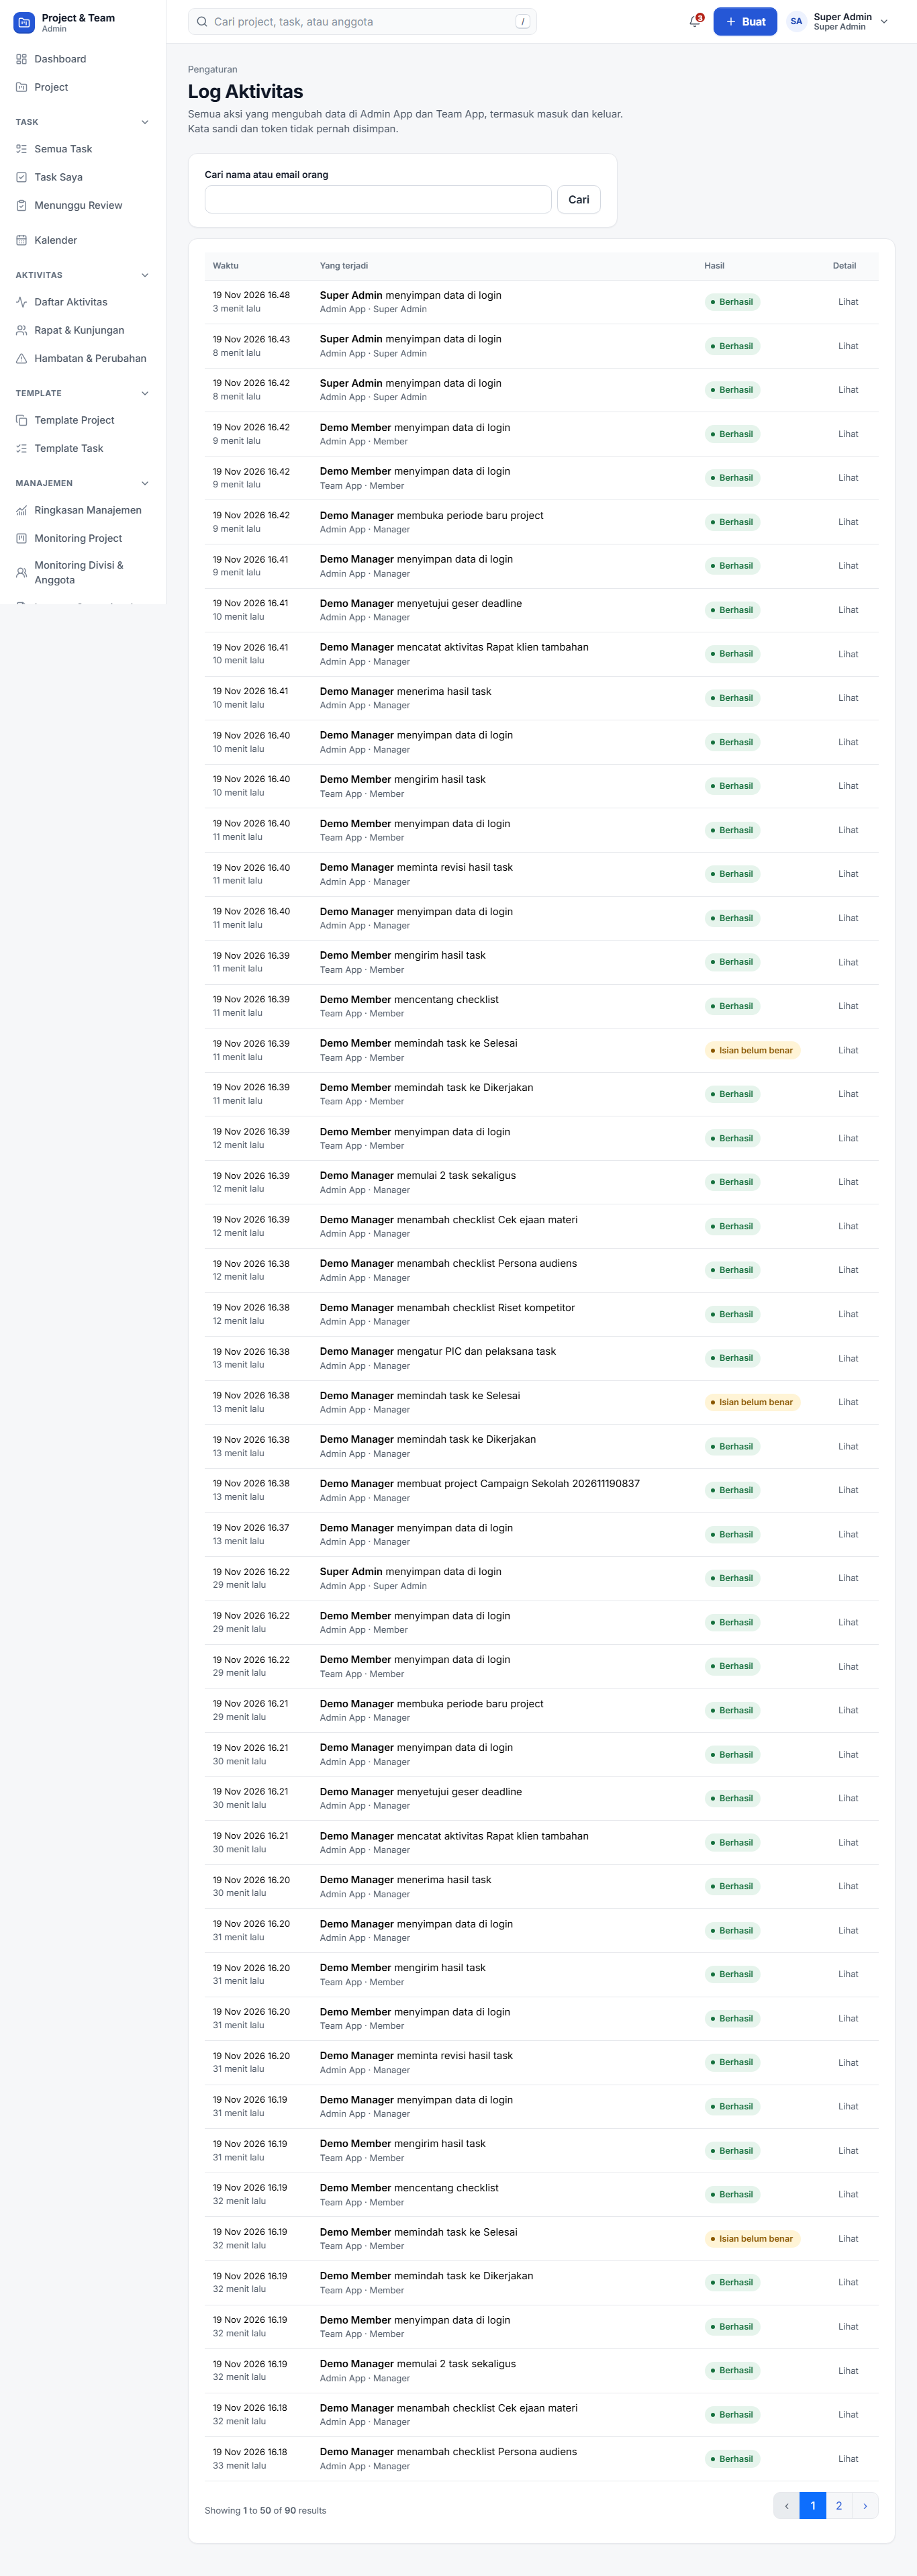 Project & Team
Admin
Dashboard
Project
TASK
Semua Task
Task Saya
Menunggu Review
Kalender
AKTIVITAS
Daftar Aktivitas
Rapat & Kunjungan
Hambatan & Perubahan
TEMPLATE
Template Project
Template Task
MANAJEMEN
Ringkasan Manajemen
Monitoring Project
Monitoring Divisi &
Anggota
Cari project, task, atau anggota
/
3
Buat
SA
Super Admin
Super Admin
Pengaturan
Log Aktivitas
Semua aksi yang mengubah data di Admin App dan Team App, termasuk masuk dan keluar.
Kata sandi dan token tidak pernah disimpan.
Cari nama atau email orang
Cari
Waktu Yang terjadi Hasil Detail
19 Nov 2026 16.48 Super Admin menyimpan data di login Berhasil Lihat
3 menit lalu Admin App · Super Admin
19 Nov 2026 16.43 Super Admin menyimpan data di login Berhasil Lihat
8 menit lalu Admin App · Super Admin
19 Nov 2026 16.42 Super Admin menyimpan data di login Berhasil Lihat
8 menit lalu Admin App · Super Admin
19 Nov 2026 16.42 Demo Member menyimpan data di login Berhasil Lihat
9 menit lalu Admin App · Member
19 Nov 2026 16.42 Demo Member menyimpan data di login Berhasil Lihat
9 menit lalu Team App · Member
19 Nov 2026 16.42 Demo Manager membuka periode baru project Berhasil Lihat
9 menit lalu Admin App · Manager
19 Nov 2026 16.41 Demo Manager menyimpan data di login Berhasil Lihat
9 menit lalu Admin App · Manager
19 Nov 2026 16.41 Demo Manager menyetujui geser deadline Berhasil Lihat
10 menit lalu Admin App · Manager
19 Nov 2026 16.41 Demo Manager mencatat aktivitas Rapat klien tambahan Berhasil Lihat
10 menit lalu Admin App · Manager
19 Nov 2026 16.41 Demo Manager menerima hasil task Berhasil Lihat
10 menit lalu Admin App · Manager
19 Nov 2026 16.40 Demo Manager menyimpan data di login Berhasil Lihat
10 menit lalu Admin App · Manager
19 Nov 2026 16.40 Demo Member mengirim hasil task Berhasil Lihat
10 menit lalu Team App · Member
19 Nov 2026 16.40 Demo Member menyimpan data di login Berhasil Lihat
11 menit lalu Team App · Member
19 Nov 2026 16.40 Demo Manager meminta revisi hasil task Berhasil Lihat
11 menit lalu Admin App · Manager
19 Nov 2026 16.40 Demo Manager menyimpan data di login Berhasil Lihat
11 menit lalu Admin App · Manager
19 Nov 2026 16.39 Demo Member mengirim hasil task Berhasil Lihat
11 menit lalu Team App · Member
19 Nov 2026 16.39 Demo Member mencentang checklist Berhasil Lihat
11 menit lalu Team App · Member
19 Nov 2026 16.39 Demo Member memindah task ke Selesai Isian belum benar Lihat
11 menit lalu Team App · Member
19 Nov 2026 16.39 Demo Member memindah task ke Dikerjakan Berhasil Lihat
11 menit lalu Team App · Member
19 Nov 2026 16.39 Demo Member menyimpan data di login Berhasil Lihat
12 menit lalu Team App · Member
19 Nov 2026 16.39 Demo Manager memulai 2 task sekaligus Berhasil Lihat
12 menit lalu Admin App · Manager
19 Nov 2026 16.39 Demo Manager menambah checklist Cek ejaan materi Berhasil Lihat
12 menit lalu Admin App · Manager
19 Nov 2026 16.38 Demo Manager menambah checklist Persona audiens Berhasil Lihat
12 menit lalu Admin App · Manager
19 Nov 2026 16.38 Demo Manager menambah checklist Riset kompetitor Berhasil Lihat
12 menit lalu Admin App · Manager
19 Nov 2026 16.38 Demo Manager mengatur PIC dan pelaksana task Berhasil Lihat
13 menit lalu Admin App · Manager
19 Nov 2026 16.38 Demo Manager memindah task ke Selesai Isian belum benar Lihat
13 menit lalu Admin App · Manager
19 Nov 2026 16.38 Demo Manager memindah task ke Dikerjakan Berhasil Lihat
13 menit lalu Admin App · Manager
19 Nov 2026 16.38 Demo Manager membuat project Campaign Sekolah 202611190837 Berhasil Lihat
13 menit lalu Admin App · Manager
19 Nov 2026 16.37 Demo Manager menyimpan data di login Berhasil Lihat
13 menit lalu Admin App · Manager
19 Nov 2026 16.22 Super Admin menyimpan data di login Berhasil Lihat
29 menit lalu Admin App · Super Admin
19 Nov 2026 16.22 Demo Member menyimpan data di login Berhasil Lihat
29 menit lalu Admin App · Member
19 Nov 2026 16.22 Demo Member menyimpan data di login Berhasil Lihat
29 menit lalu Team App · Member
19 Nov 2026 16.21 Demo Manager membuka periode baru project Berhasil Lihat
29 menit lalu Admin App · Manager
19 Nov 2026 16.21 Demo Manager menyimpan data di login Berhasil Lihat
30 menit lalu Admin App · Manager
19 Nov 2026 16.21 Demo Manager menyetujui geser deadline Berhasil Lihat
30 menit lalu Admin App · Manager
19 Nov 2026 16.21 Demo Manager mencatat aktivitas Rapat klien tambahan Berhasil Lihat
30 menit lalu Admin App · Manager
19 Nov 2026 16.20 Demo Manager menerima hasil task Berhasil Lihat
30 menit lalu Admin App · Manager
19 Nov 2026 16.20 Demo Manager menyimpan data di login Berhasil Lihat
31 menit lalu Admin App · Manager
19 Nov 2026 16.20 Demo Member mengirim hasil task Berhasil Lihat
31 menit lalu Team App · Member
19 Nov 2026 16.20 Demo Member menyimpan data di login Berhasil Lihat
31 menit lalu Team App · Member
19 Nov 2026 16.20 Demo Manager meminta revisi hasil task Berhasil Lihat
31 menit lalu Admin App · Manager
19 Nov 2026 16.19 Demo Manager menyimpan data di login Berhasil Lihat
31 menit lalu Admin App · Manager
19 Nov 2026 16.19 Demo Member mengirim hasil task Berhasil Lihat
31 menit lalu Team App · Member
19 Nov 2026 16.19 Demo Member mencentang checklist Berhasil Lihat
32 menit lalu Team App · Member
19 Nov 2026 16.19 Demo Member memindah task ke Selesai Isian belum benar Lihat
32 menit lalu Team App · Member
19 Nov 2026 16.19 Demo Member memindah task ke Dikerjakan Berhasil Lihat
32 menit lalu Team App · Member
19 Nov 2026 16.19 Demo Member menyimpan data di login Berhasil Lihat
32 menit lalu Team App · Member
19 Nov 2026 16.19 Demo Manager memulai 2 task sekaligus Berhasil Lihat
32 menit lalu Admin App · Manager
19 Nov 2026 16.18 Demo Manager menambah checklist Cek ejaan materi Berhasil Lihat
32 menit lalu Admin App · Manager
19 Nov 2026 16.18 Demo Manager menambah checklist Persona audiens Berhasil Lihat
33 menit lalu Admin App · Manager
Showing 1 to 50 of 90 results
‹ 1 2 ›